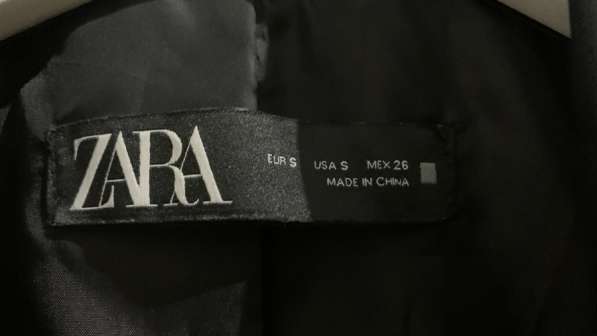 ZARA
EUR S USA S MEX 26
MADE IN CHINA